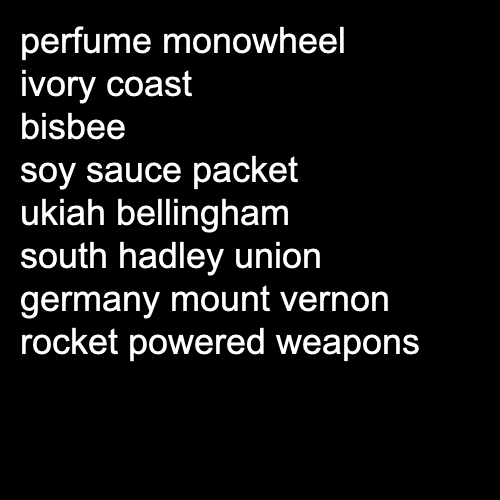 perfume monowheel
ivory coast
bisbee
soy sauce packet
ukiah bellingham
south hadley union
germany mount vernon
rocket powered weapons